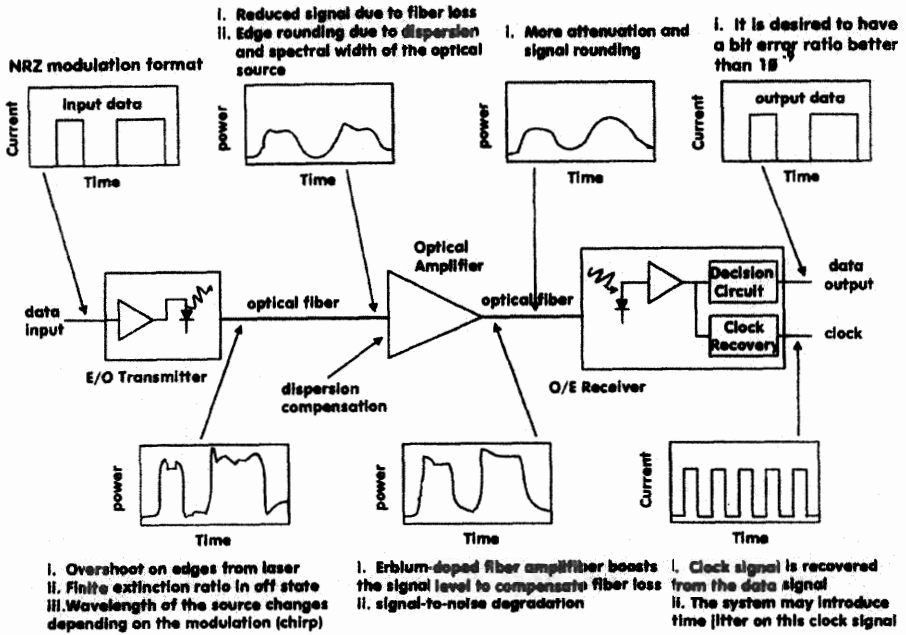 i. Reduced signal due to fiber loss
ii. Edge rounding due to dispersion
and spectral width of the optical
source
i. More attenuation and
signal rounding
i. It is desired to have
a bit error ratio better
than 10⁻⁹
NRZ modulation format
input data
Current
Time
power
Time
power
Time
output data
Current
Time
data
input
E/O Transmitter
optical fiber
Optical
Amplifier
dispersion
compensation
optical fiber
Decision
Circuit
Clock
Recovery
O/E Receiver
data
output
clock
power
Time
power
Time
Current
Time
i. Overshoot on edges from laser
ii. Finite extinction ratio in off state
iii.Wavelength of the source changes
depending on the modulation (chirp)
i. Erbium-doped fiber amplifiber boosts
the signal level to compensate fiber loss
ii. signal-to-noise degradation
i. Clock signal is recovered
from the data signal
ii. The system may introduce
time jitter on this clock signal